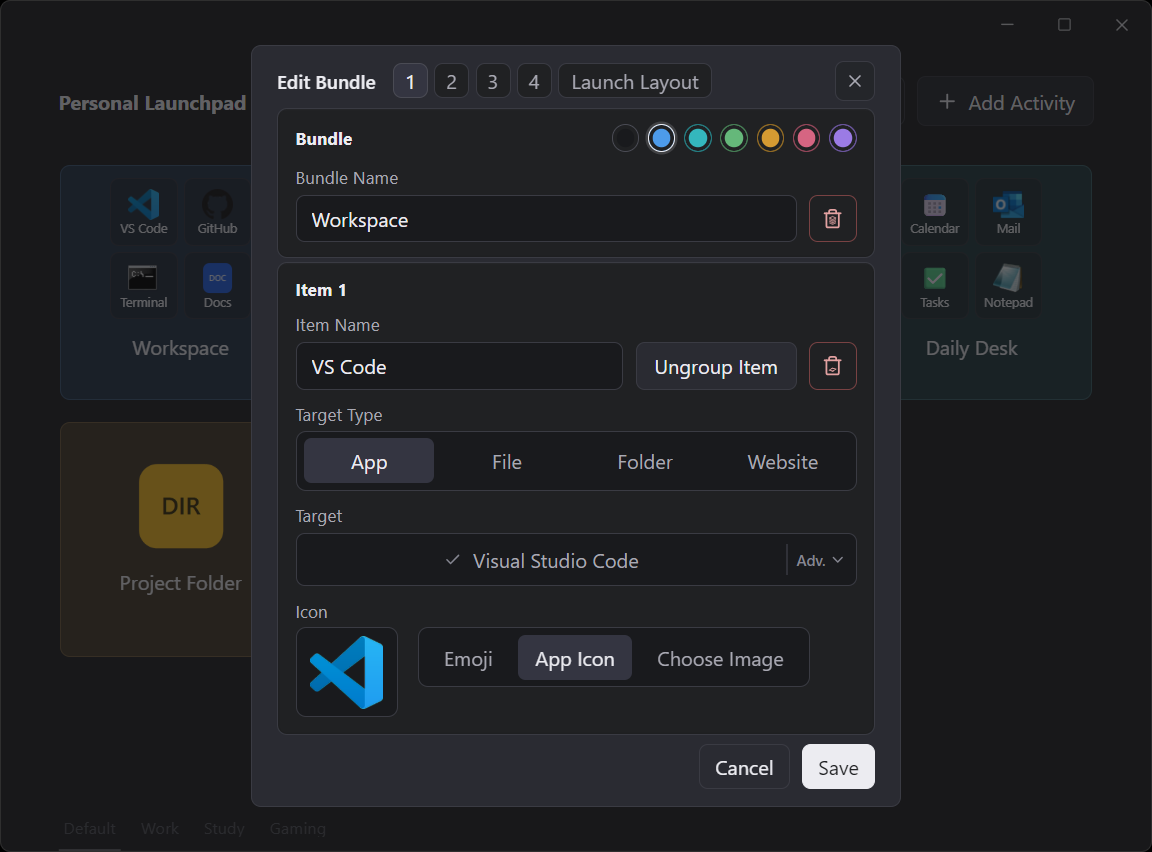 Personal Launchpad
Add Activity
VS Code GitHub
C:\
Terminal
DOC
Docs
Workspace
Calendar Mail
Tasks Notepad
Daily Desk
DIR
Project Folder
Default Work Study Gaming
Edit Bundle 1 2 3 4 Launch Layout
Bundle
Bundle Name
Workspace
Item 1
Item Name
VS Code Ungroup Item
Target Type
App File Folder Website
Target
Visual Studio Code Adv.
Icon
Emoji App Icon Choose Image
Cancel Save